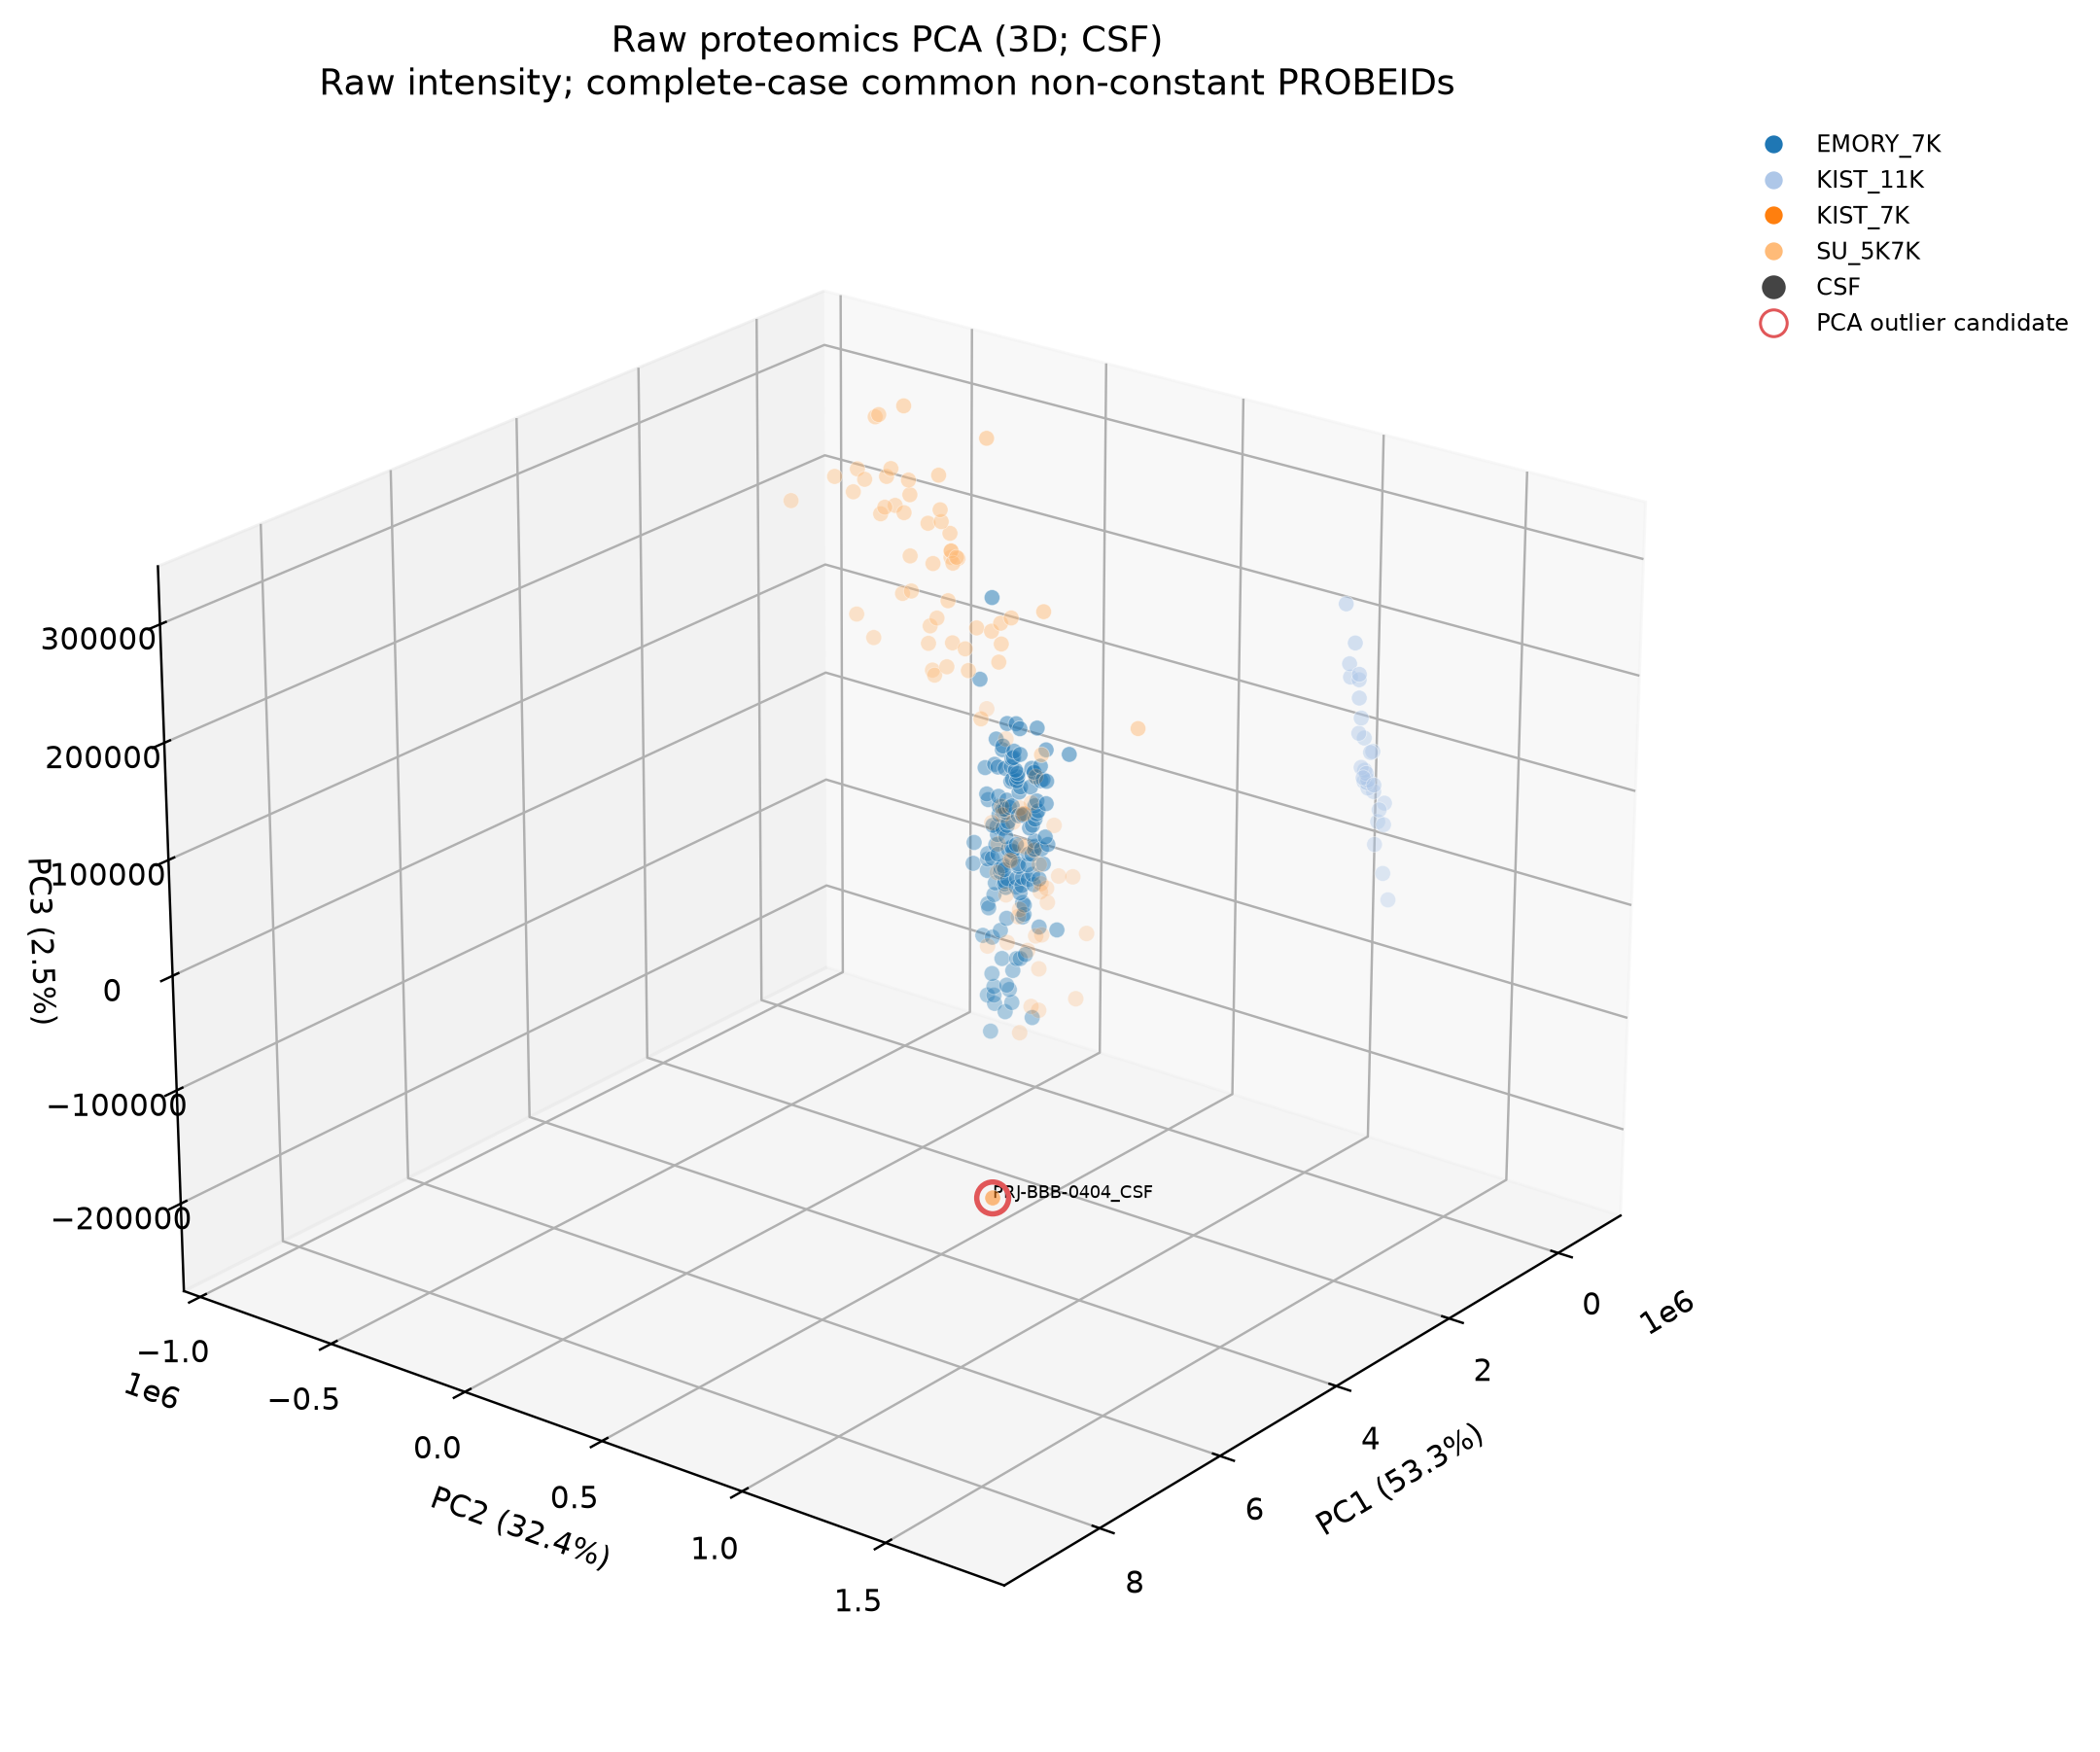 Raw proteomics PCA (3D; CSF)
Raw intensity; complete-case common non-constant PROBEIDs
EMORY_7K
KIST_11K
KIST_7K
SU_5K7K
CSF
PCA outlier candidate
300000
200000
100000
0
−100000
−200000
PC3 (2.5%)
PRJ-BBB-0404_CSF
−1.0
−0.5
0.0
0.5
1.0
1.5
1e6
PC2 (32.4%)
0
2
4
6
8
1e6
PC1 (53.3%)